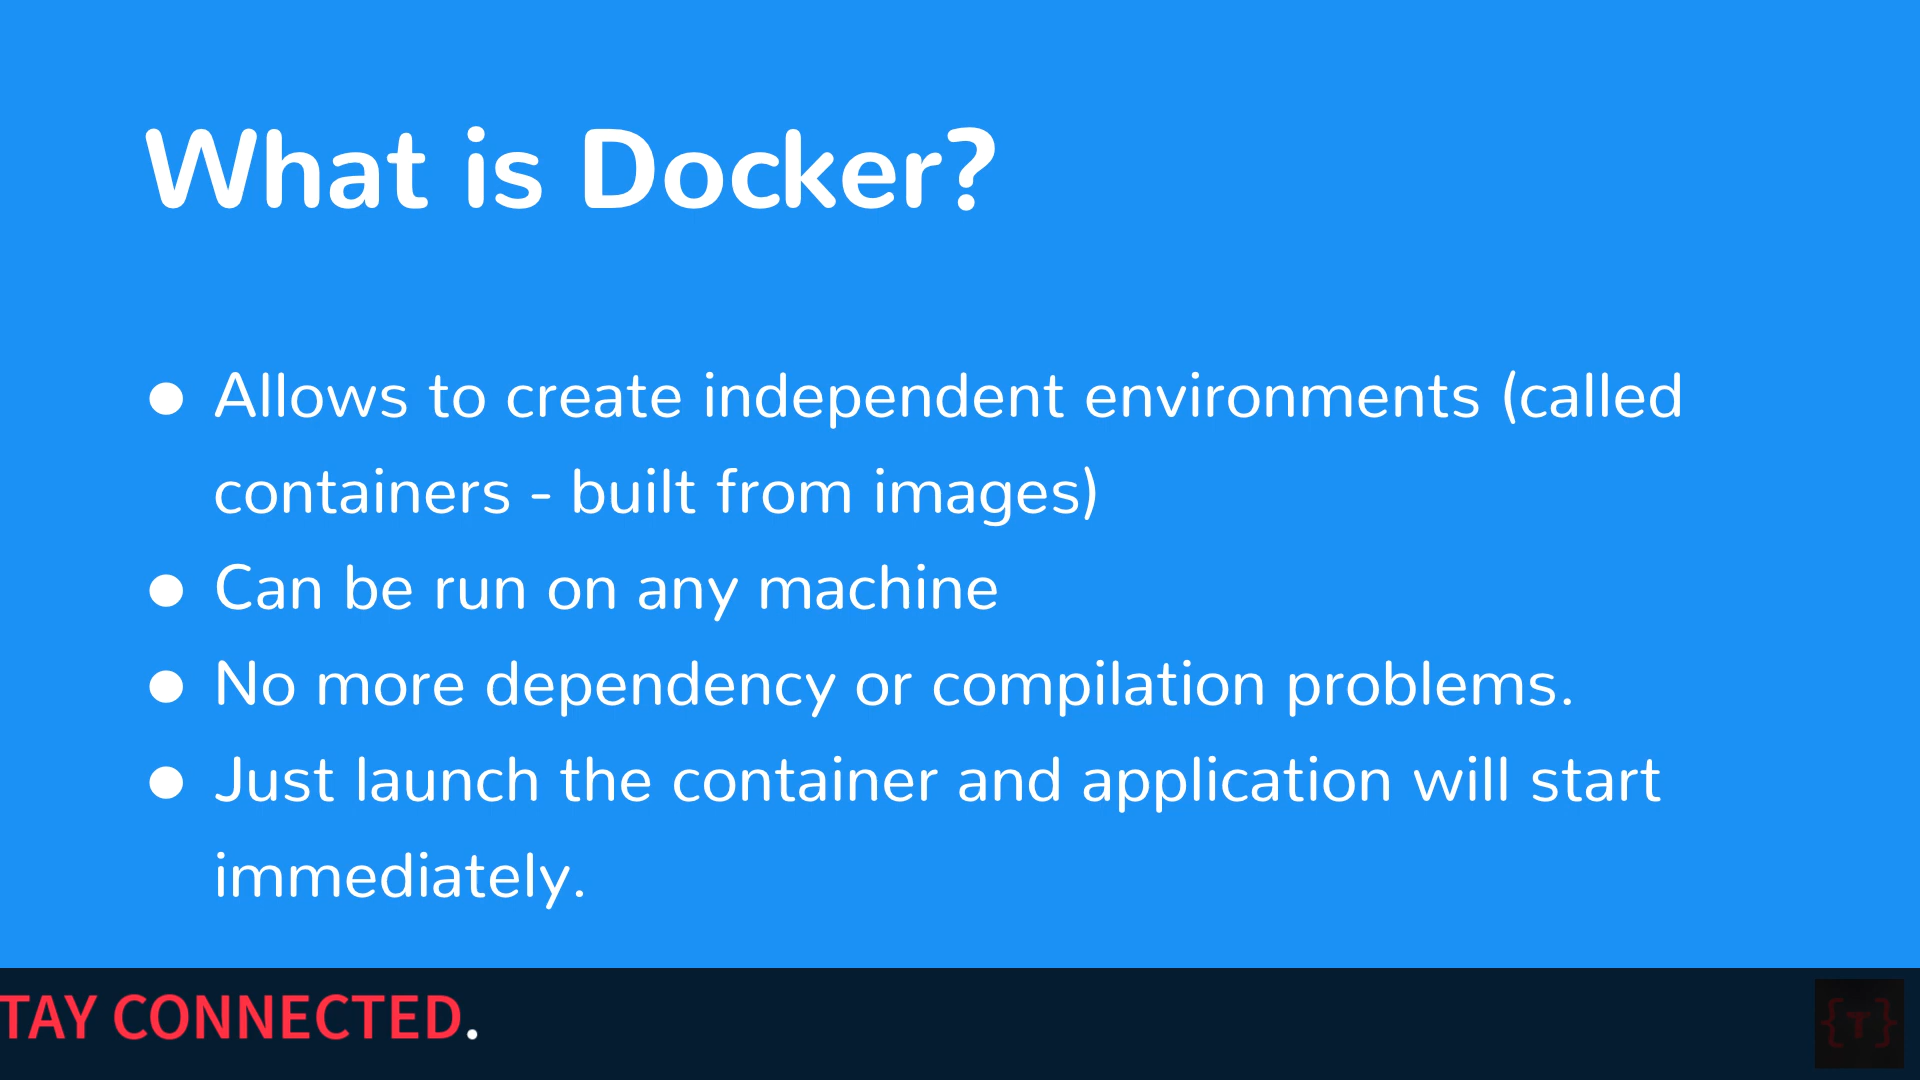 What is Docker?
● Allows to create independent environments (called
containers - built from images)
● Can be run on any machine
● No more dependency or compilation problems.
● Just launch the container and application will start
immediately.
TAY CONNECTED.
{T}